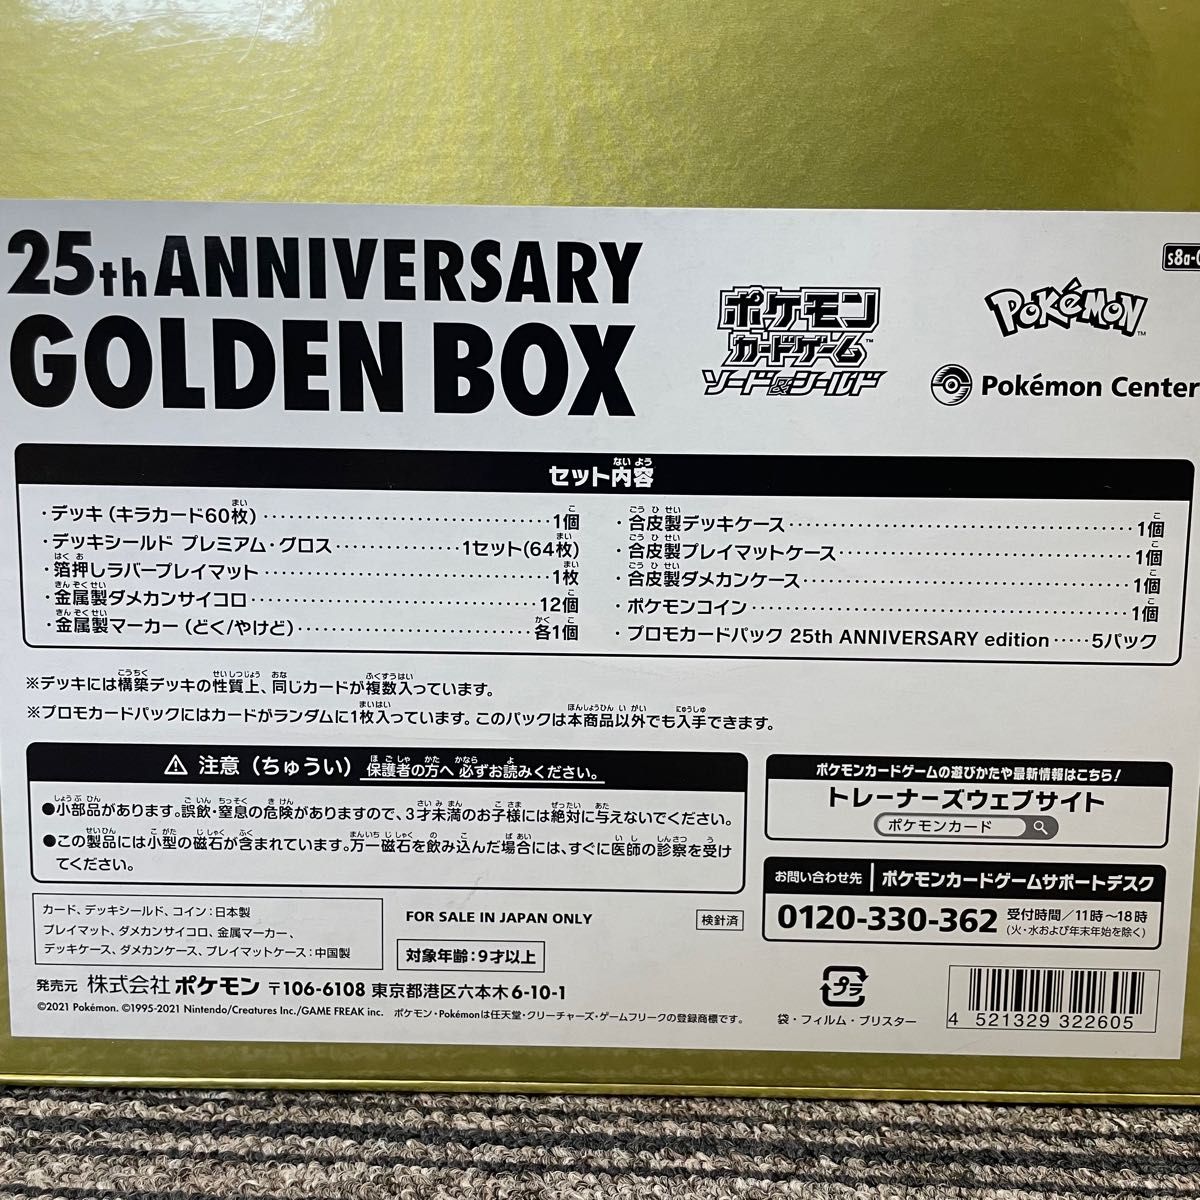 25th ANNIVERSARY
GOLDEN BOX
ポケモン
カードゲーム™
ソード&シールド
s8a-
POKéMON™
Pokémon Center
セット内容
ないよう
・デッキ(キラカード60枚)・・・・・・1個
・デッキシールド プレミアム・グロス・・・・・・1セット(64枚)
・箔押しラバープレイマット・・・・・・1枚
・金属製ダメカンサイコロ・・・・・・12個
・金属製マーカー(どく/やけど)・・・・・・各1個
・合皮製デッキケース・・・・・・1個
・合皮製プレイマットケース・・・・・・1個
・合皮製ダメカンケース・・・・・・1個
・ポケモンコイン・・・・・・1個
・プロモカードパック 25th ANNIVERSARY edition・・・・・5パック
※デッキには構築デッキの性質上、同じカードが複数入っています。
※プロモカードパックにはカードがランダムに1枚入っています。このパックは本商品以外でも入手できます。
⚠ 注意(ちゅうい) 保護者の方へ 必ずお読みください。
●小部品があります。誤飲・窒息の危険がありますので、3才未満のお子様には絶対に与えないでください。
●この製品には小型の磁石が含まれています。万一磁石を飲み込んだ場合には、すぐに医師の診察を受け
てください。
ポケモンカードゲームの遊びかたや最新情報はこちら!
トレーナーズウェブサイト
ポケモンカード
お問い合わせ先 ポケモンカードゲームサポートデスク
0120-330-362 受付時間/11時~18時
(火・水および年末年始を除く)
カード、デッキシールド、コイン:日本製
プレイマット、ダメカンサイコロ、金属マーカー、
デッキケース、ダメカンケース、プレイマットケース:中国製
FOR SALE IN JAPAN ONLY
検針済
対象年齢:9才以上
発売元 株式会社 ポケモン 〒106-6108 東京都港区六本木6-10-1
©2021 Pokémon. ©1995-2021 Nintendo/Creatures Inc./GAME FREAK inc. ポケモン・Pokémonは任天堂・クリーチャーズ・ゲームフリークの登録商標です。
プラ
袋・フィルム・ブリスター
4 521329 322605